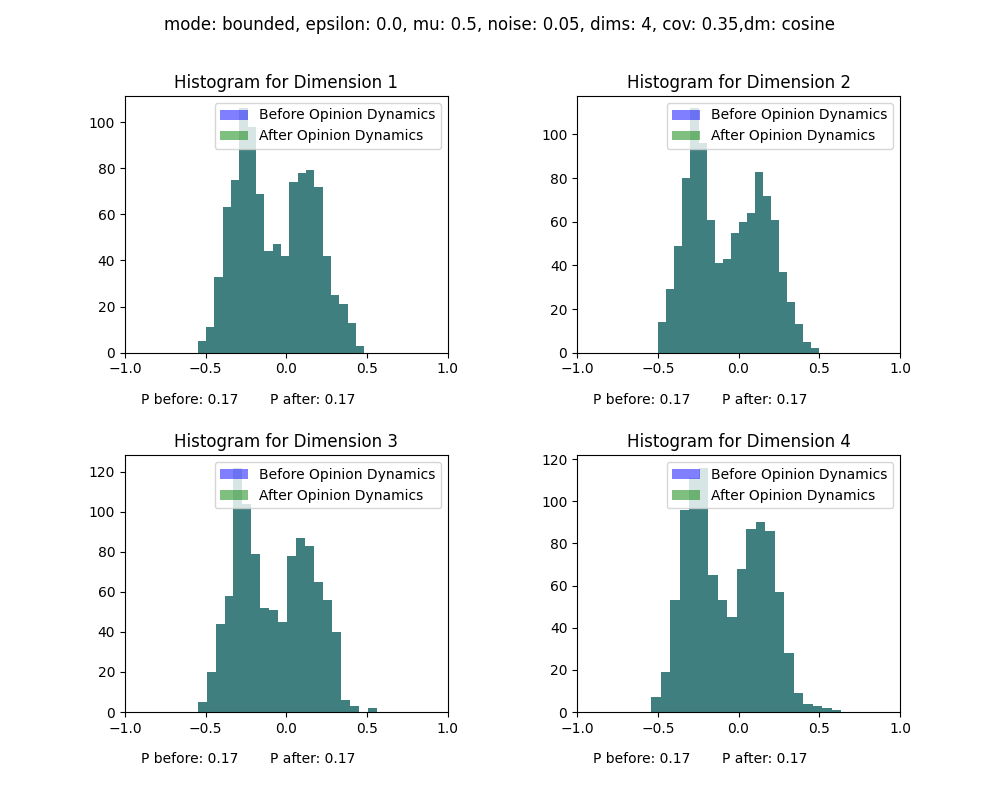 mode: bounded, epsilon: 0.0, mu: 0.5, noise: 0.05, dims: 4, cov: 0.35,dm: cosine
Histogram for Dimension 1
Before Opinion Dynamics
After Opinion Dynamics
100
80
60
40
20
0
−1.0 −0.5 0.0 0.5 1.0
P before: 0.17 P after: 0.17
Histogram for Dimension 2
Before Opinion Dynamics
After Opinion Dynamics
100
80
60
40
20
0
−1.0 −0.5 0.0 0.5 1.0
P before: 0.17 P after: 0.17
Histogram for Dimension 3
Before Opinion Dynamics
After Opinion Dynamics
120
100
80
60
40
20
0
−1.0 −0.5 0.0 0.5 1.0
P before: 0.17 P after: 0.17
Histogram for Dimension 4
Before Opinion Dynamics
After Opinion Dynamics
120
100
80
60
40
20
0
−1.0 −0.5 0.0 0.5 1.0
P before: 0.17 P after: 0.17